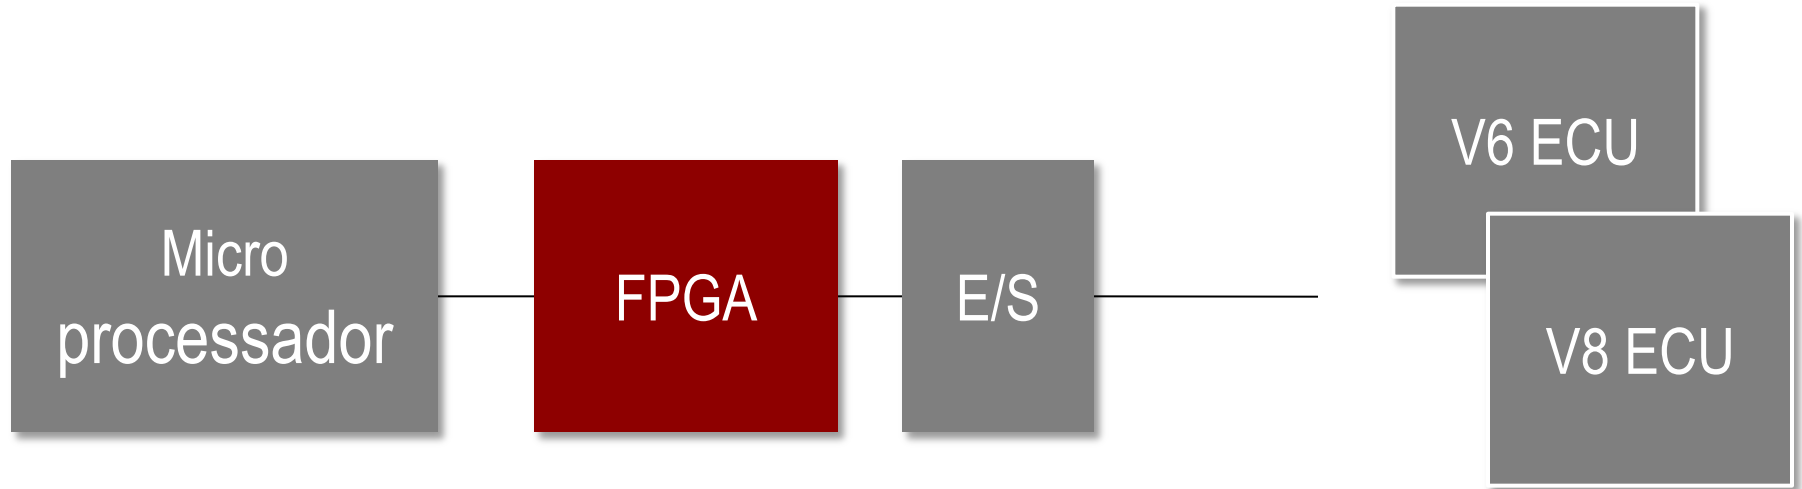 Micro
processador
FPGA
E/S
V6 ECU
V8 ECU